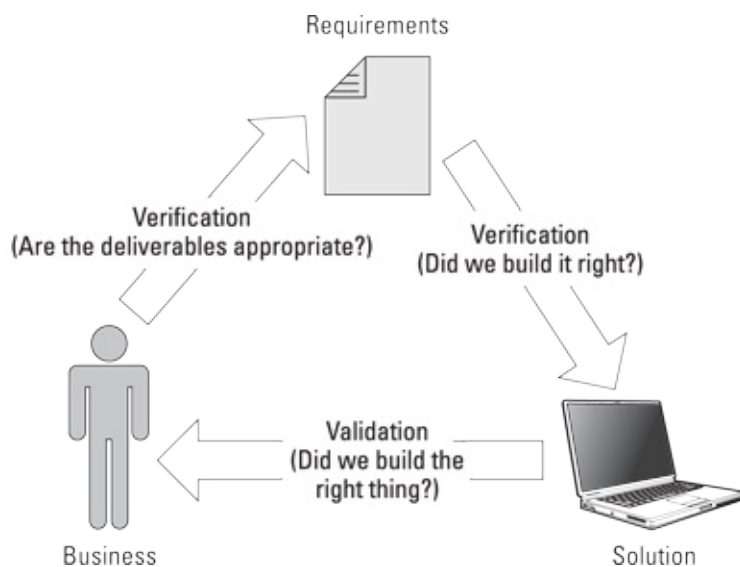 Requirements
Verification
(Are the deliverables appropriate?)
Verification
(Did we build it right?)
Validation
(Did we build the
right thing?)
Business
Solution